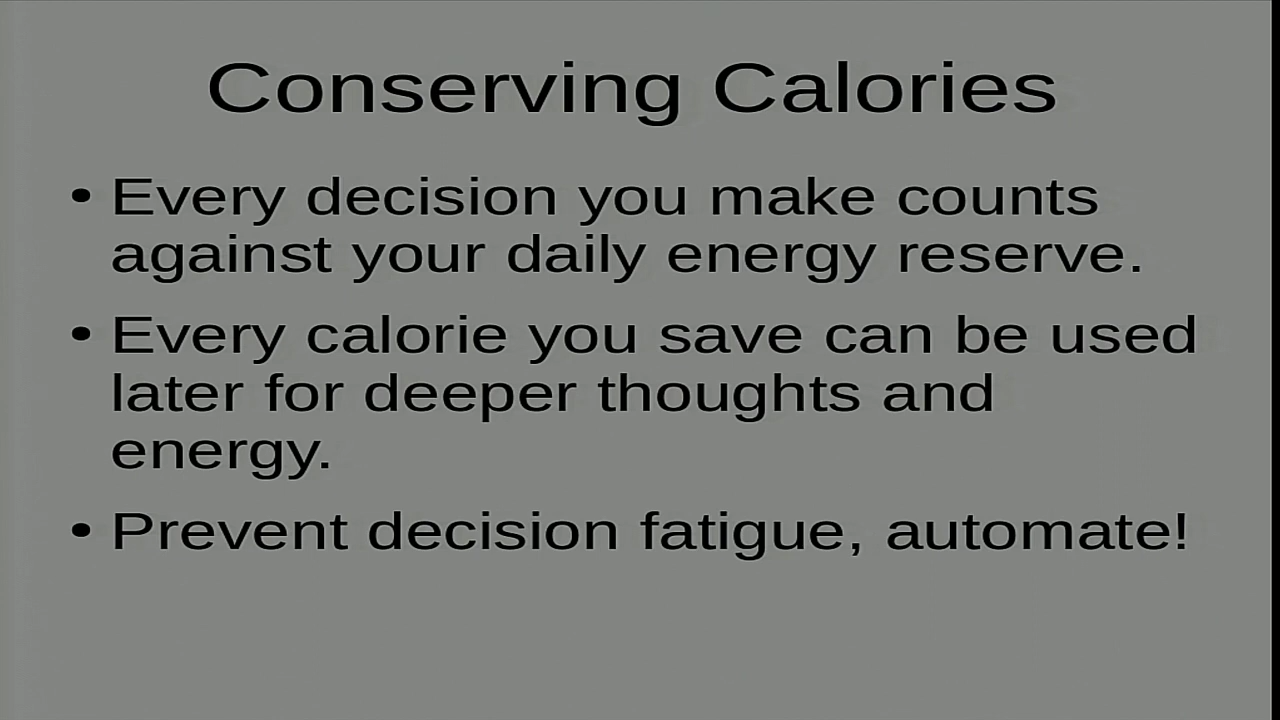 Conserving Calories
• Every decision you make counts
against your daily energy reserve.
• Every calorie you save can be used
later for deeper thoughts and
energy.
• Prevent decision fatigue, automate!